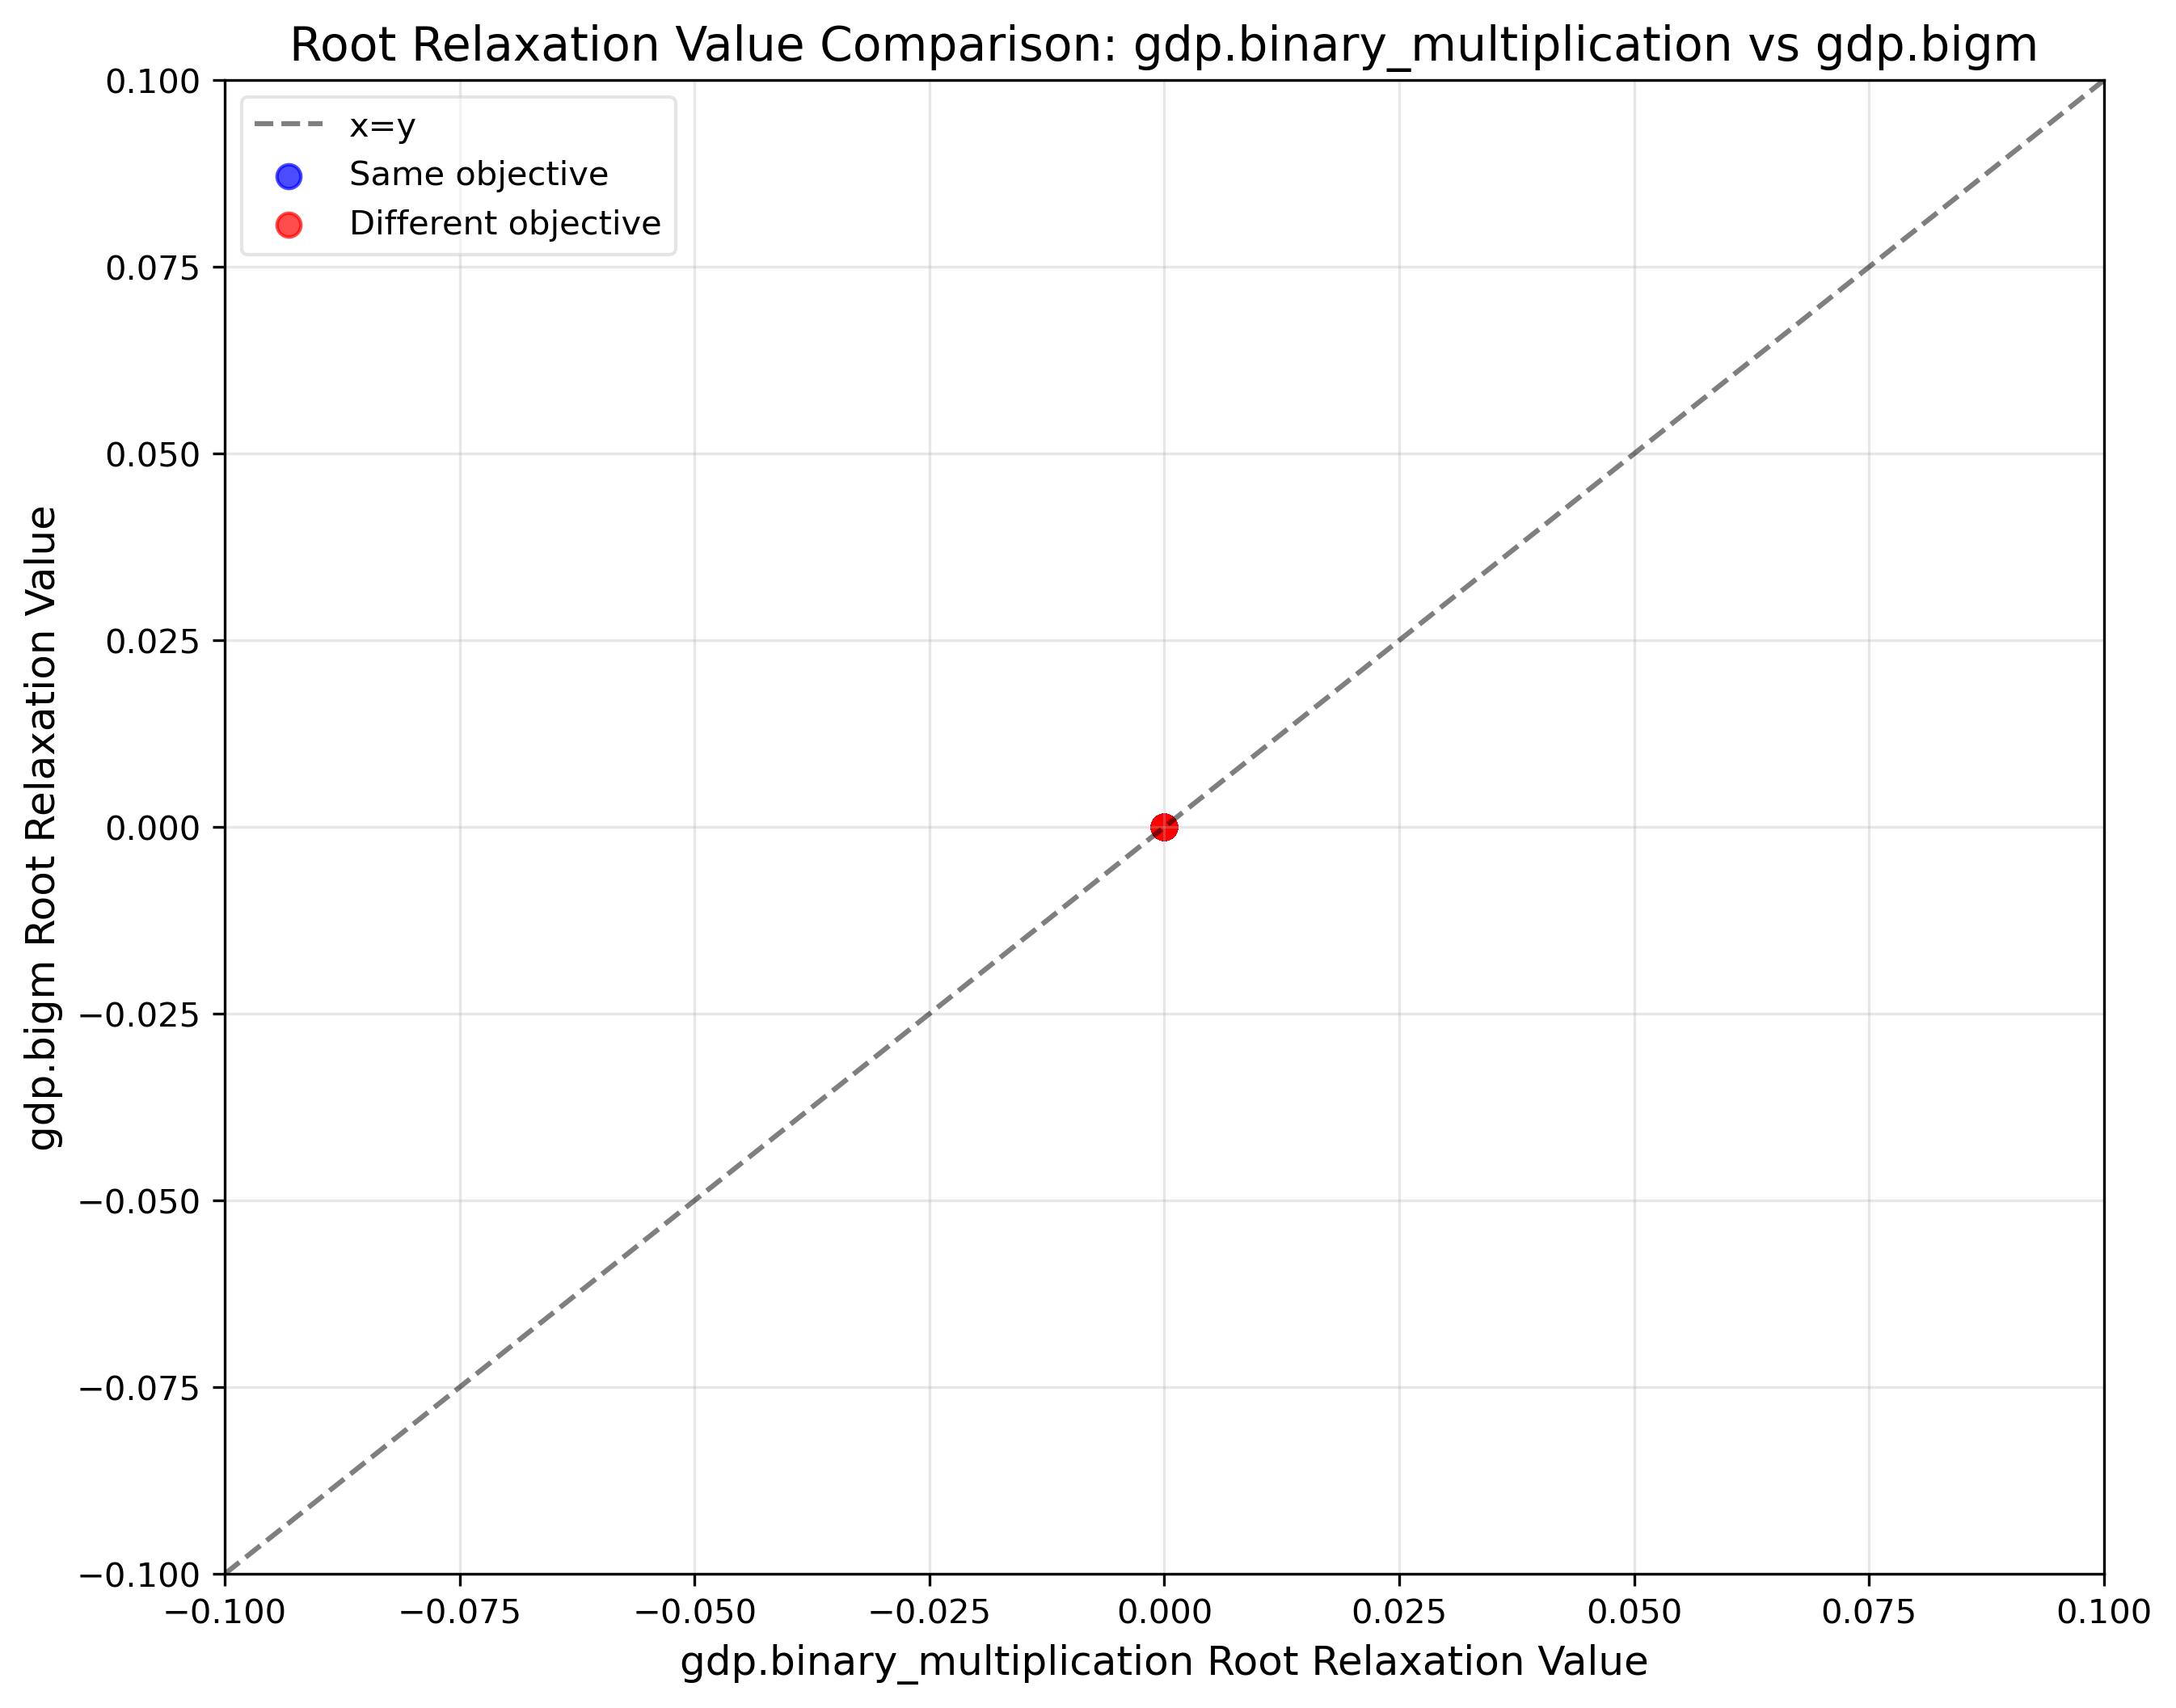 Root Relaxation Value Comparison: gdp.binary_multiplication vs gdp.bigm
x=y
Same objective
Different objective
gdp.bigm Root Relaxation Value
0.100
0.075
0.050
0.025
0.000
−0.025
−0.050
−0.075
−0.100
−0.100 −0.075 −0.050 −0.025 0.000 0.025 0.050 0.075 0.100
gdp.binary_multiplication Root Relaxation Value